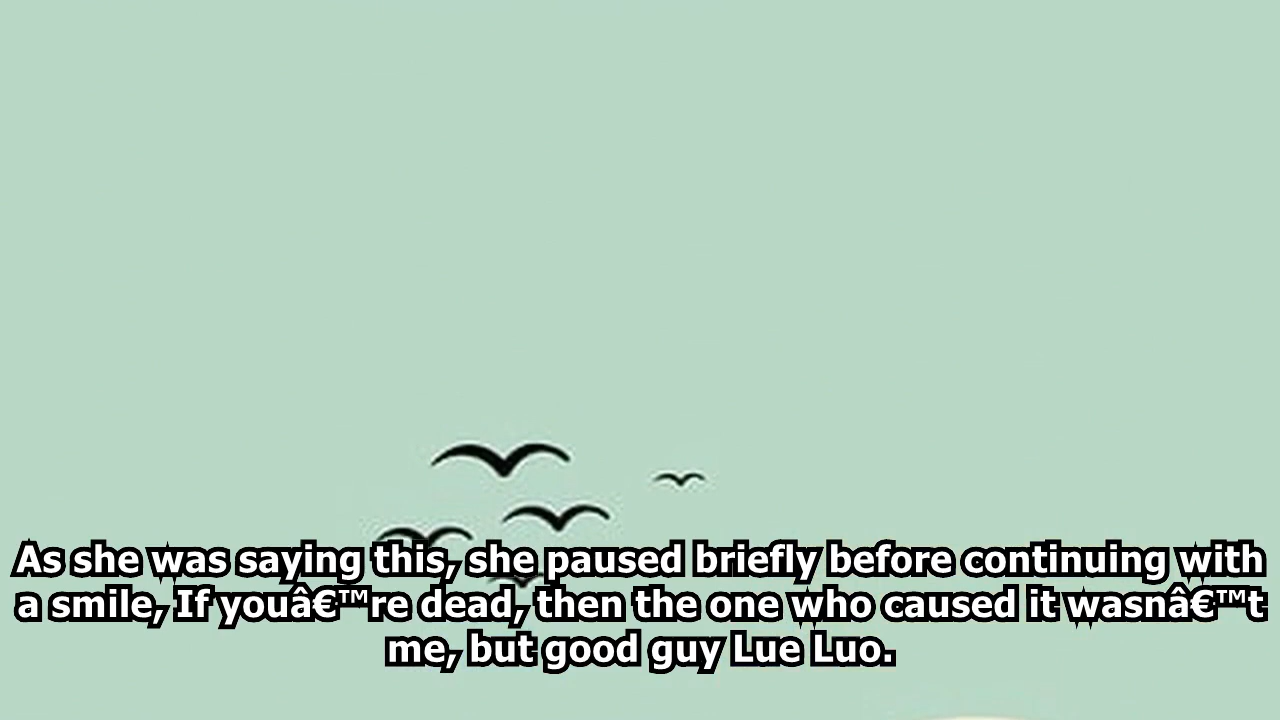 As she was saying this, she paused briefly before continuing with
a smile, If youâ€™re dead, then the one who caused it wasnâ€™t
me, but good guy Lue Luo.